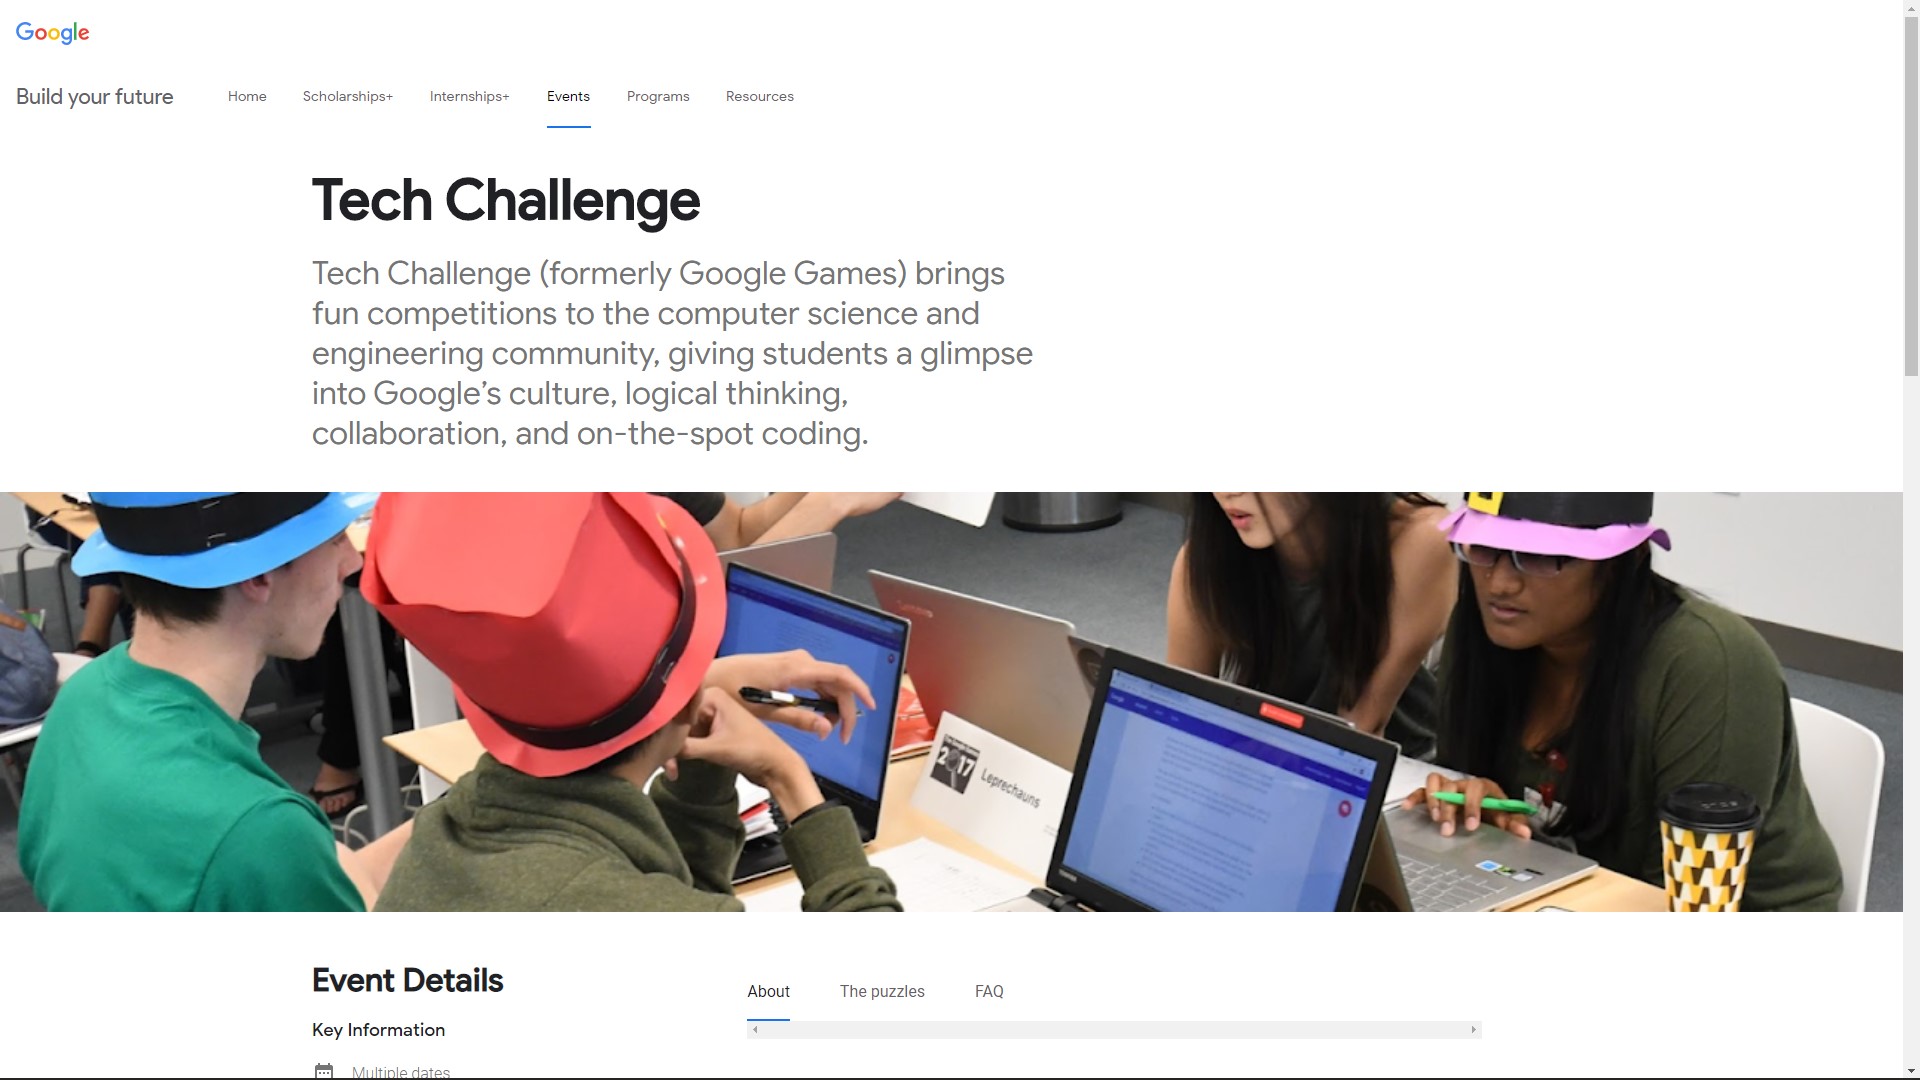 Google
Build your future Home Scholarships+ Internships+ Events Programs Resources
Tech Challenge
Tech Challenge (formerly Google Games) brings
fun competitions to the computer science and
engineering community, giving students a glimpse
into Google’s culture, logical thinking,
collaboration, and on-the-spot coding.
2017
Leprechauns
Event Details
About The puzzles FAQ
Key Information
Multiple dates